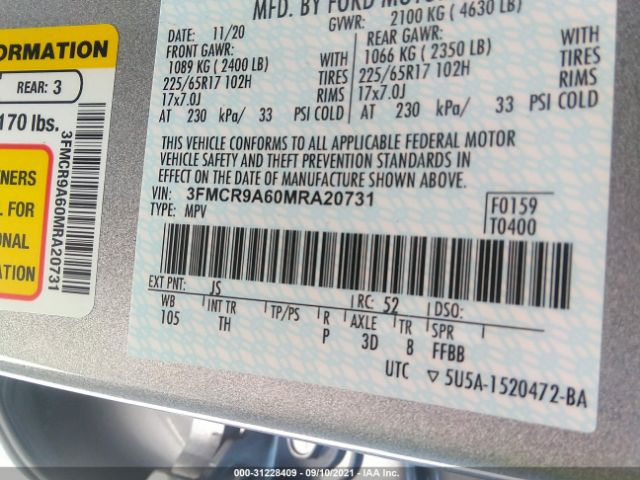 MFD. BY FORD MOTOR
DATE: 11/20 GVWR: 2100 KG ( 4630 LB)
FRONT GAWR: REAR GAWR:
1089 KG ( 2400 LB) WITH 1066 KG ( 2350 LB) WITH
225/65R17 102H TIRES 225/65R17 102H TIRES
17x7.0J RIMS 17x7.0J RIMS
AT 230 kPa/ 33 PSI COLD AT 230 kPa/ 33 PSI COLD
THIS VEHICLE CONFORMS TO ALL APPLICABLE FEDERAL MOTOR
VEHICLE SAFETY AND THEFT PREVENTION STANDARDS IN
EFFECT ON THE DATE OF MANUFACTURE SHOWN ABOVE.
VIN: 3FMCR9A60MRA20731 F0159
TYPE: MPV T0400
EXT PNT: JS RC: 52 DSO:
WB INT TR TP/PS R AXLE TR SPR
105 TH P 3D 8 FFBB
UTC ▽ 5U5A-1520472-BA
ORMATION
REAR: 3
170 lbs.
3FMCR9A60MRA20731
NERS
L FOR
ONAL
ATION
000-31228409 - 09/10/2021 - IAA Inc.